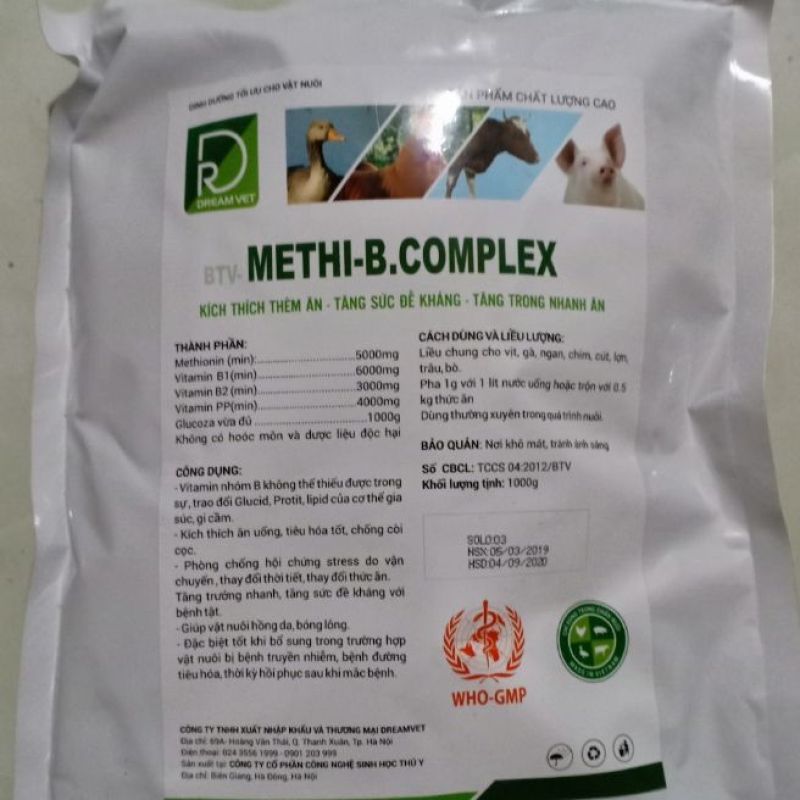 DINH DƯỠNG TỐI ƯU CHO VẬT NUÔI
PHẨM CHẤT LƯỢNG CAO
DR
DREAM VET
BTV- METHI-B.COMPLEX
KÍCH THÍCH THÈM ĂN - TĂNG SỨC ĐỀ KHÁNG - TĂNG TRONG NHANH ĂN
THÀNH PHẦN:
Methionin (min):...............................5000mg
Vitamin B1(min)...............................6000mg
Vitamin B2 (min)..............................3000mg
Vitamin PP(min)..............................4000mg
Glucoza vừa đủ ..............................1000g
Không có hoóc môn và dược liệu độc hại
CÔNG DỤNG:
- Vitamin nhóm B không thể thiếu được trong
sự, trao đổi Glucid, Protit, lipid của cơ thể gia
súc, gi cầm.
- Kích thích ăn uống, tiêu hóa tốt, chống còi
cọc.
- Phòng chống hội chứng stress do vận
chuyển, thay đổi thời tiết, thay đổi thức ăn.
Tăng trưởng nhanh, tăng sức đề kháng với
bệnh tật.
- Giúp vật nuôi hồng da, bóng lông.
- Đặc biệt tốt khi bổ sung trong trường hợp
vật nuôi bị bệnh truyền nhiễm, bệnh đường
tiêu hóa, thời kỳ hồi phục sau khi mắc bệnh.
CÁCH DÙNG VÀ LIỀU LƯỢNG:
Liều chung cho vịt, gà, ngan, chim, cút, lợn,
trâu, bò.
Pha 1g với 1 lít nước uống hoặc trộn với 0.5
kg thức ăn
Dùng thường xuyên trong quá trình nuôi.
BẢO QUẢN: Nơi khô mát, tránh ánh sáng
Số CBCL: TCCS 04:2012/BTV
Khối lượng tịnh: 1000g
SOLO:03
NSX:05/03/2019
HSD:04/09/2020
WHO-GMP
MADE IN VIETNAM
CÔNG TY TNHH XUẤT NHẬP KHẨU VÀ THƯƠNG MẠI DREAMVET
Địa chỉ: 69A- Hoàng Văn Thái, Q. Thanh Xuân, Tp. Hà Nội
Điện thoại: 024 3556 1999 - 0901 203 999
Sản xuất tại: CÔNG TY CỔ PHẦN CÔNG NGHỆ SINH HỌC THÚ Y
Địa chỉ: Biên Giang, Hà Đông, Hà Nội